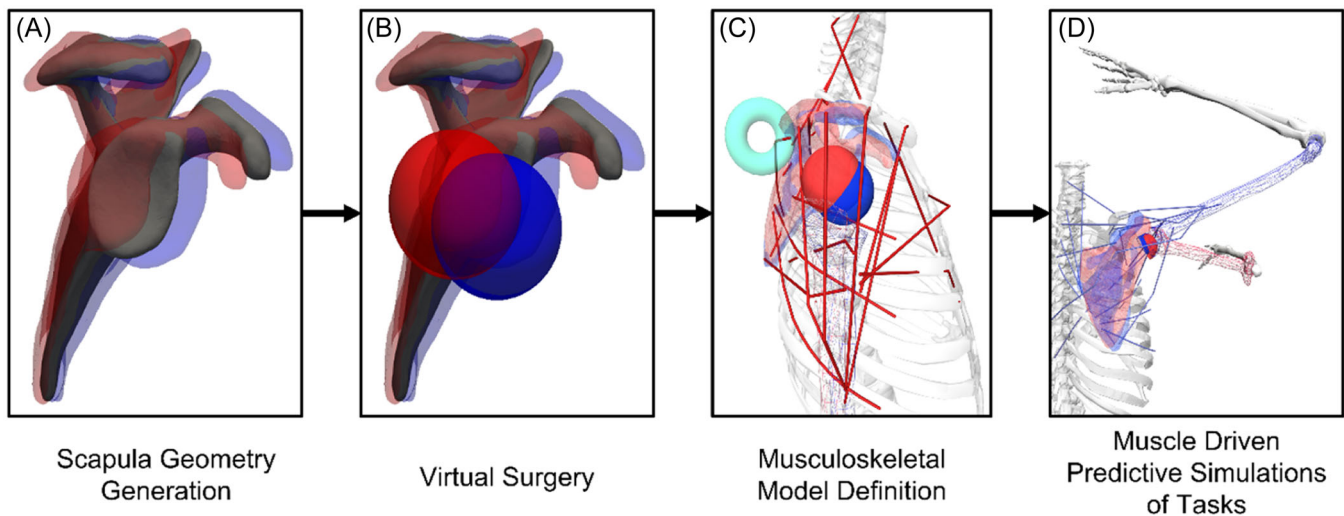 (A)
(B)
(C)
(D)
Scapula Geometry
Generation
Virtual Surgery
Musculoskeletal
Model Definition
Muscle Driven
Predictive Simulations
of Tasks